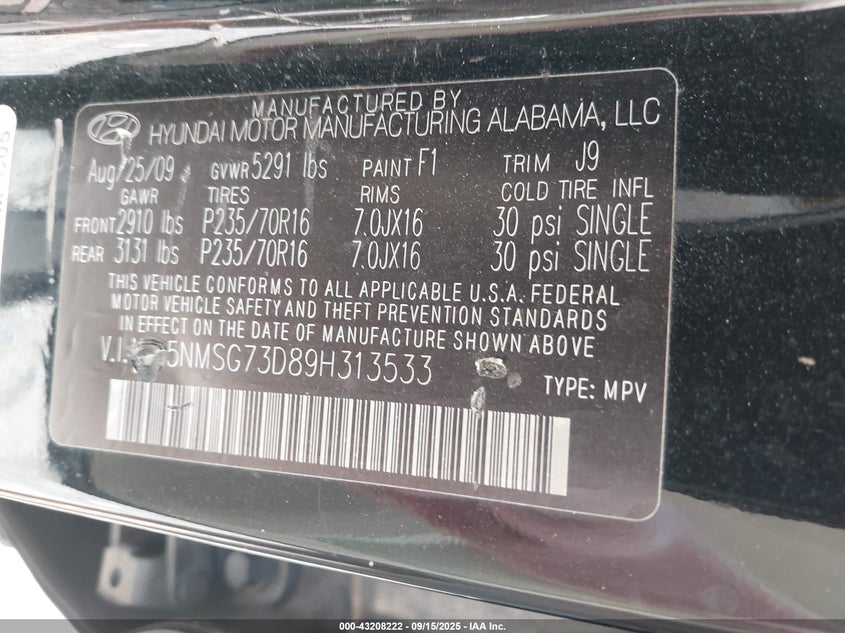 MANUFACTURED BY
HYUNDAI MOTOR MANUFACTURING ALABAMA, LLC
Aug/25/09 GVWR 5291 lbs PAINT F1 TRIM J9
GAWR TIRES RIMS COLD TIRE INFL
FRONT 2910 lbs P235/70R16 7.0JX16 30 psi SINGLE
REAR 3131 lbs P235/70R16 7.0JX16 30 psi SINGLE
THIS VEHICLE CONFORMS TO ALL APPLICABLE U.S.A. FEDERAL
MOTOR VEHICLE SAFETY AND THEFT PREVENTION STANDARDS
IN EFFECT ON THE DATE OF MANUFACTURE SHOWN ABOVE
5NMSG73D89H313533
TYPE: MPV
000-43208222 - 09/15/2025 - IAA Inc.